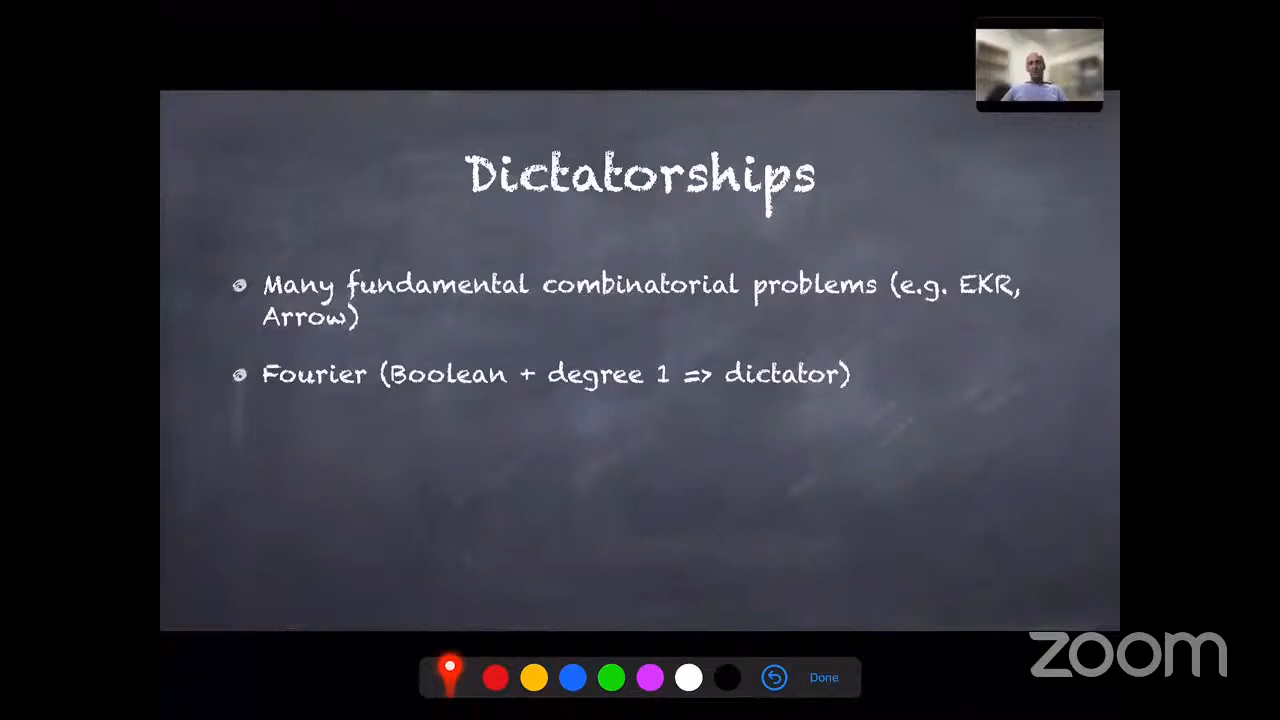 Dictatorships
Many fundamental combinatorial problems (e.g. EKR,
Arrow)
Fourier (Boolean + degree 1 => dictator)
Done
zoom